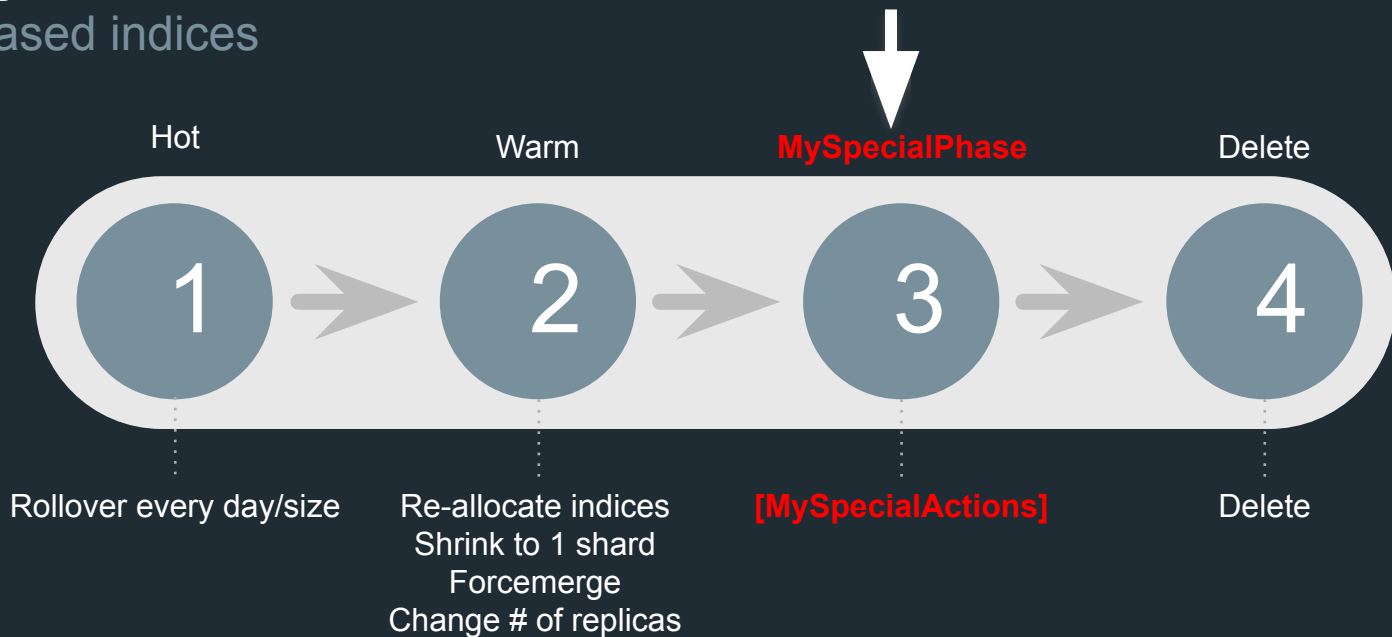 ased indices
Hot
Warm
MySpecialPhase
Delete
1
2
3
4
Rollover every day/size
Re-allocate indices
Shrink to 1 shard
Forcemerge
Change # of replicas
[MySpecialActions]
Delete